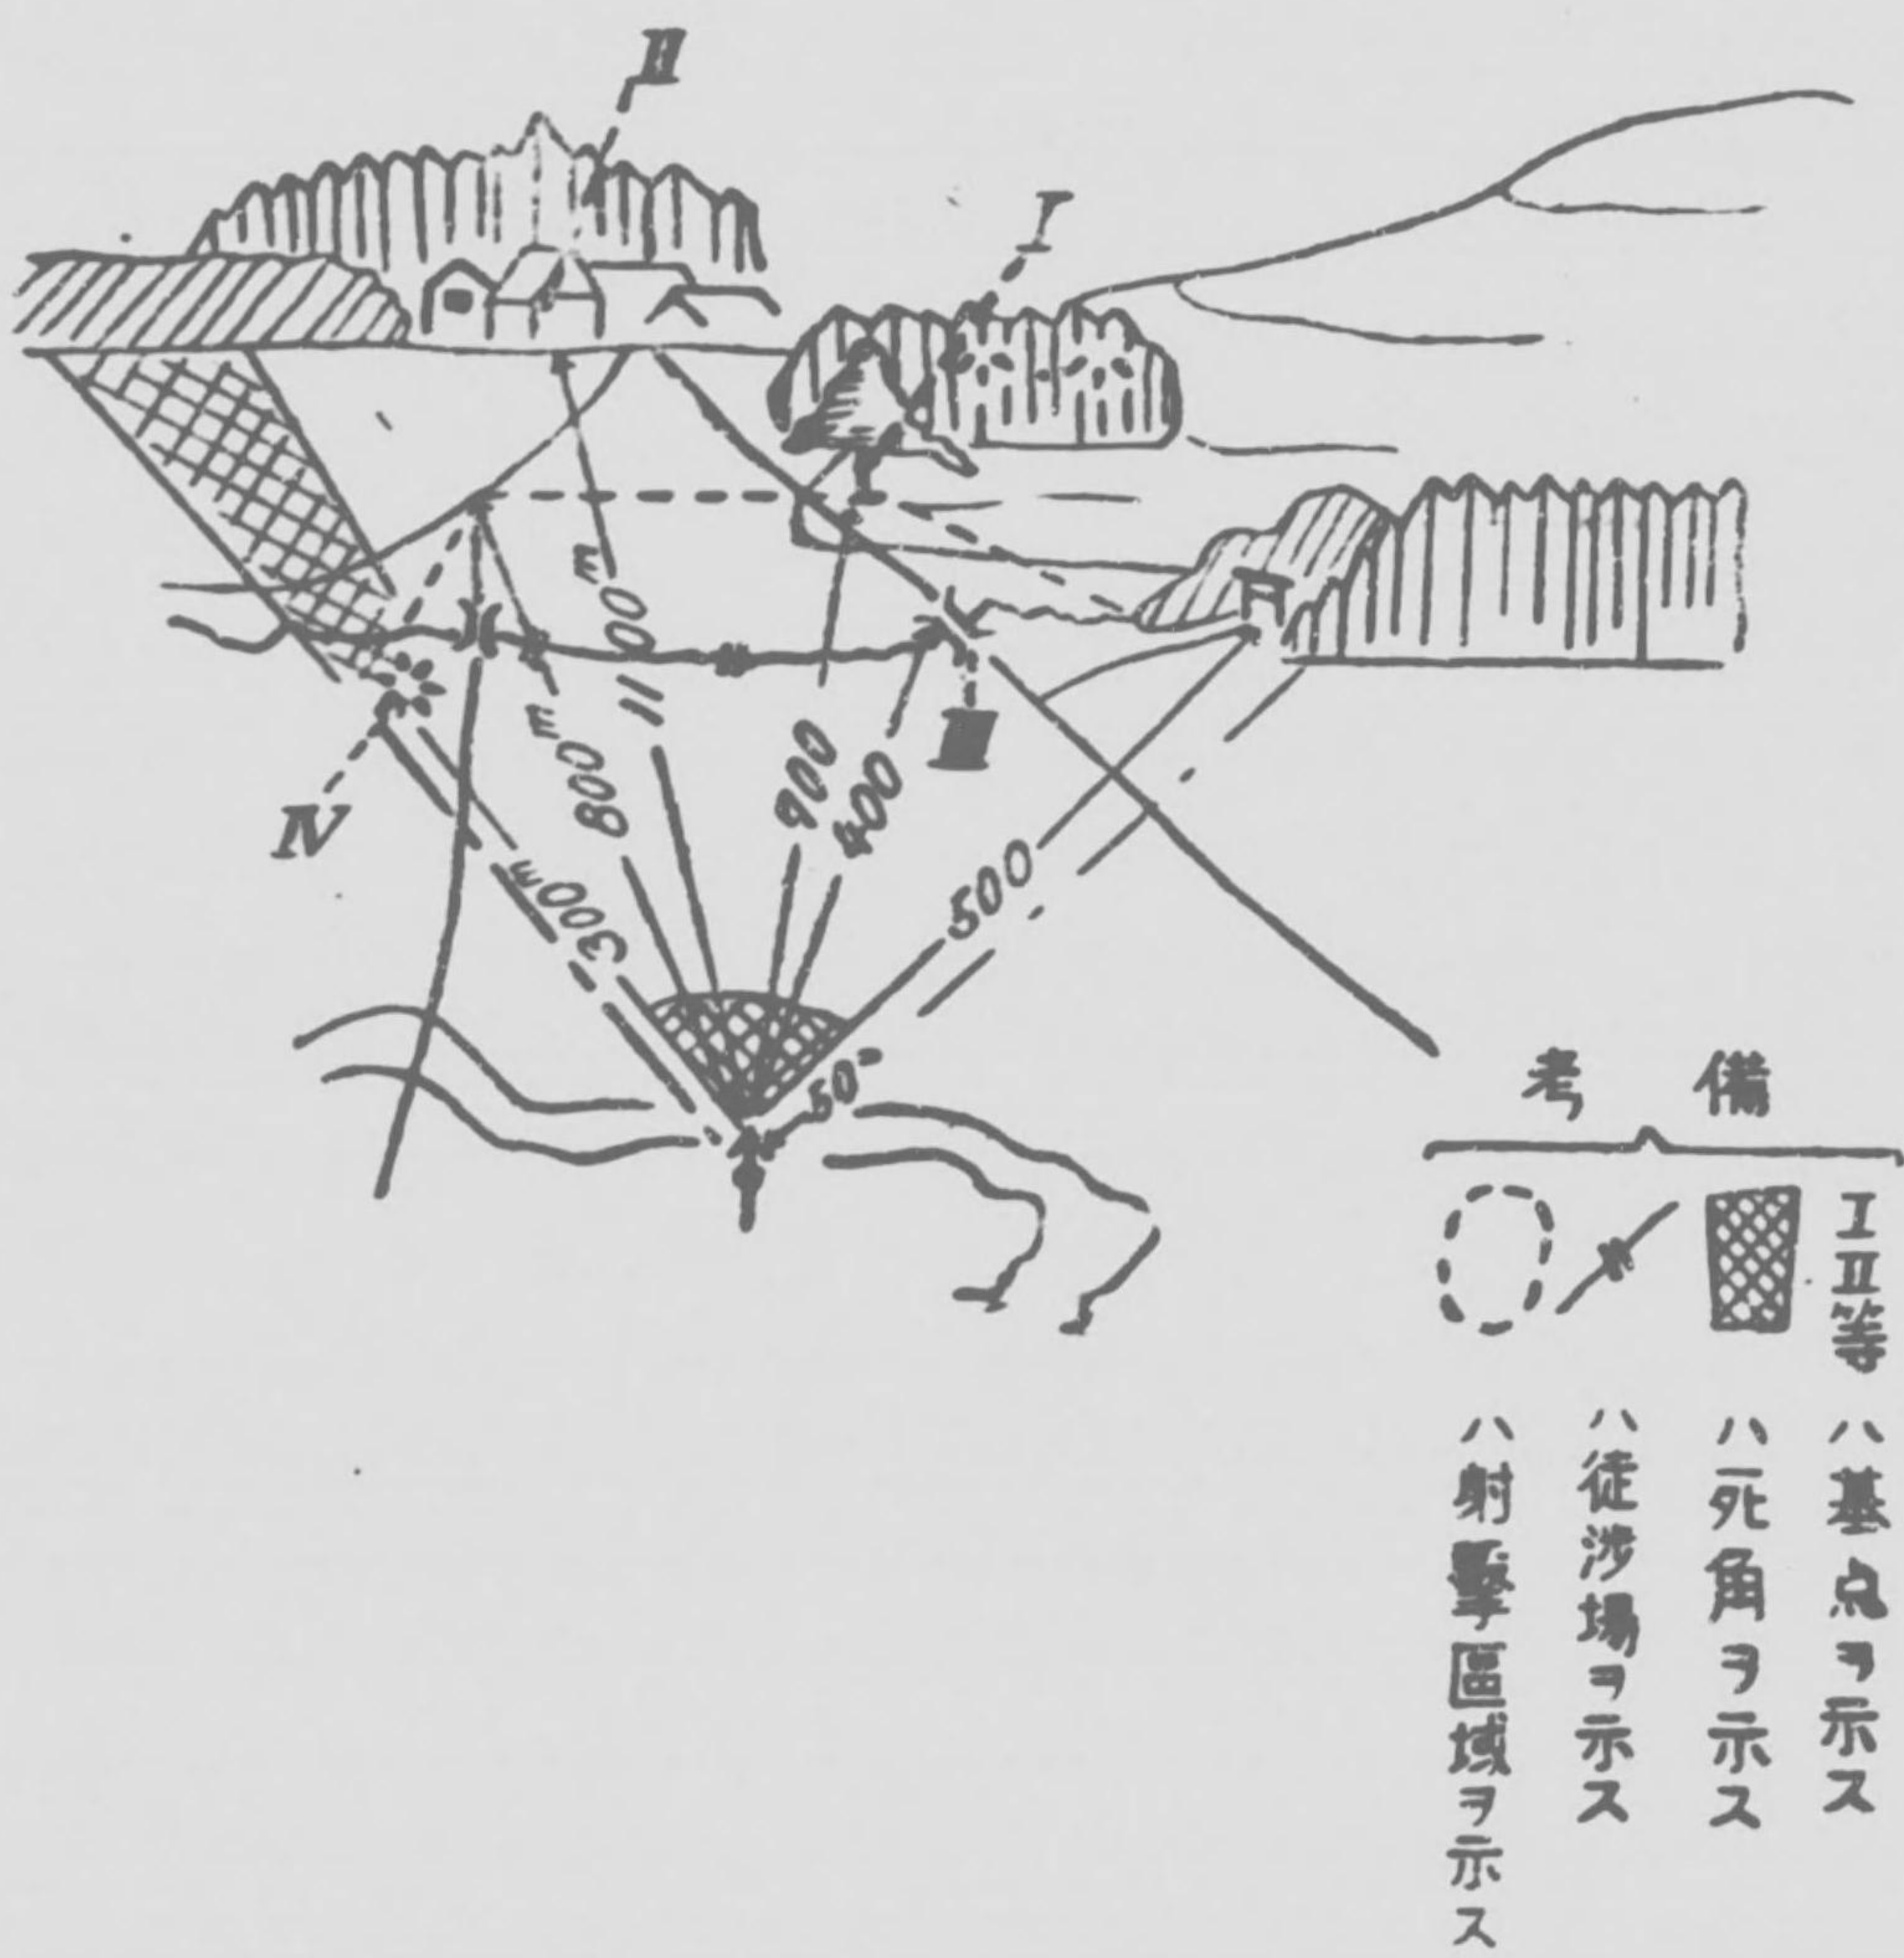 II
I
III
IV
1100ᵐ
800ᵐ
900
400
300ᵐ
500
50ᵐ
備考
I II等ハ基点ヲ示ス
ハ死角ヲ示ス
ハ徒渉場ヲ示ス
ハ射撃區域ヲ示ス